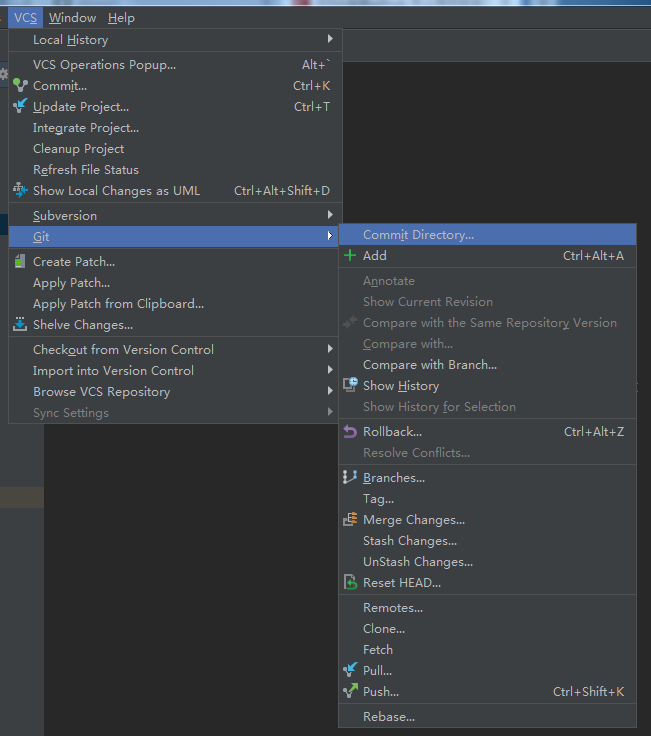 VCS Window Help
Local History
VCS Operations Popup... Alt+`
Commit... Ctrl+K
Update Project... Ctrl+T
Integrate Project...
Cleanup Project
Refresh File Status
Show Local Changes as UML Ctrl+Alt+Shift+D
Subversion
Git
Create Patch...
Apply Patch...
Apply Patch from Clipboard...
Shelve Changes...
Checkout from Version Control
Import into Version Control
Browse VCS Repository
Sync Settings
Commit Directory...
Add Ctrl+Alt+A
Annotate
Show Current Revision
Compare with the Same Repository Version
Compare with...
Compare with Branch...
Show History
Show History for Selection
Rollback... Ctrl+Alt+Z
Resolve Conflicts...
Branches...
Tag...
Merge Changes...
Stash Changes...
UnStash Changes...
Reset HEAD...
Remotes...
Clone...
Fetch
Pull...
Push... Ctrl+Shift+K
Rebase...